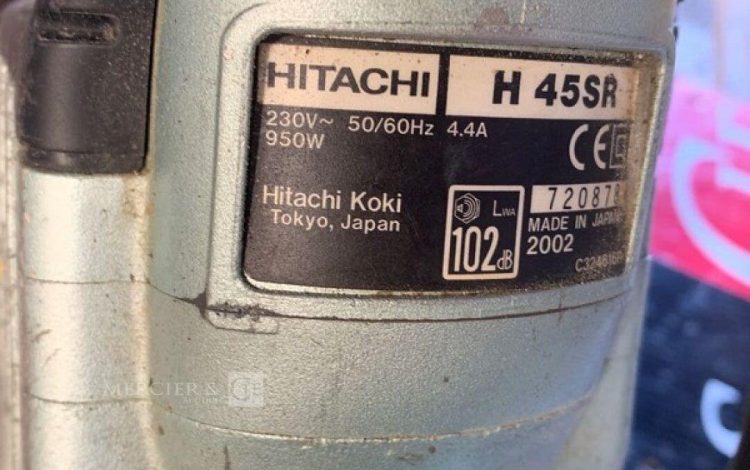 HITACHI
H 45SR
230V~ 50/60Hz 4.4A
950W
CE
Hitachi Koki
Tokyo, Japan
LWA
102dB
MADE IN JAPAN
2002
MERCIER &